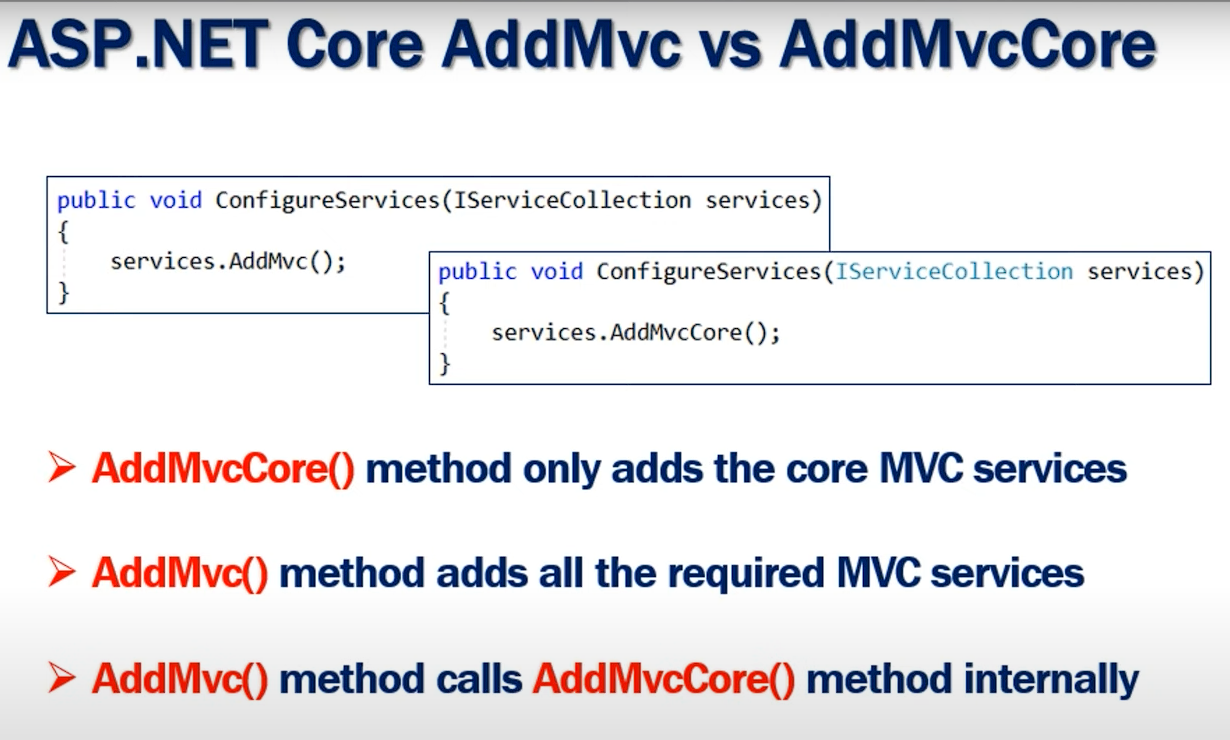 ASP.NET Core AddMvc vs AddMvcCore
public void ConfigureServices(IServiceCollection services)
{
services.AddMvc();
}
public void ConfigureServices(IServiceCollection services)
{
services.AddMvcCore();
}
AddMvcCore() method only adds the core MVC services
AddMvc() method adds all the required MVC services
AddMvc() method calls AddMvcCore() method internally